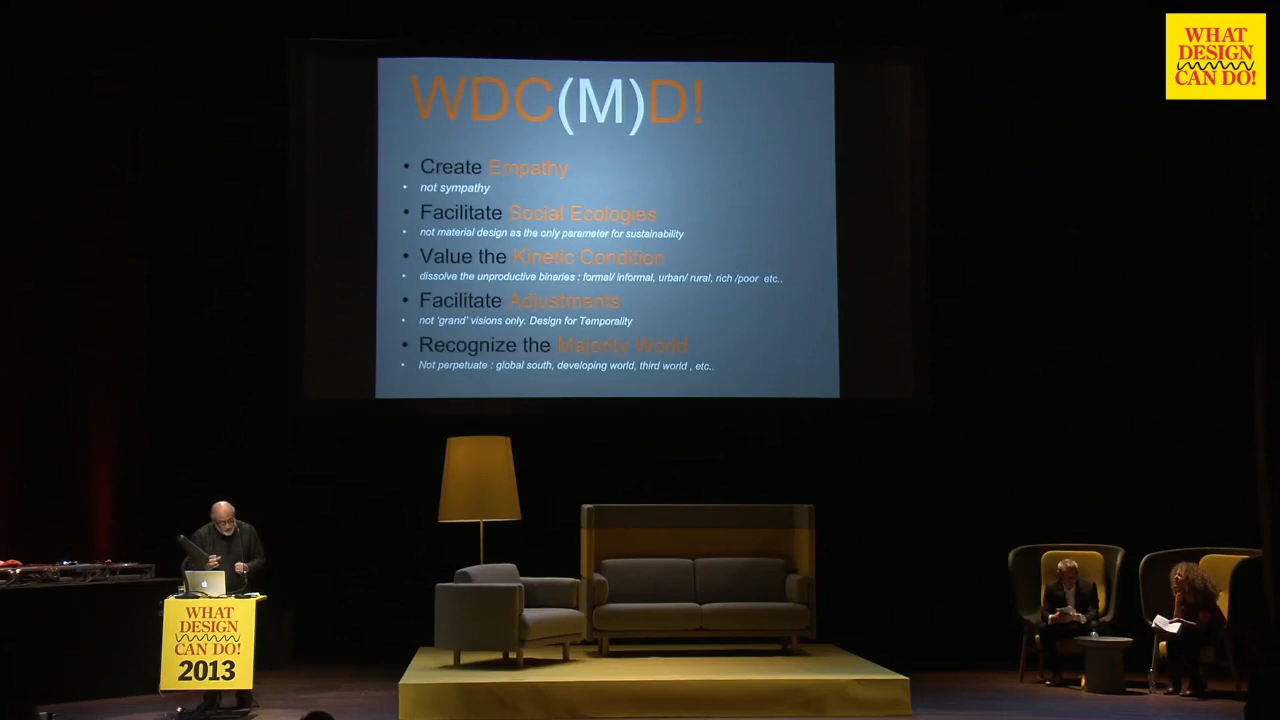 WHAT
DESIGN
CAN DO!
WDC(M)D!
• Create Empathy
• not sympathy
• Facilitate Social Ecologies
• not material design as the only parameter for sustainability
• Value the Kinetic Condition
• dissolve the unproductive binaries : formal/ informal, urban/ rural, rich /poor etc..
• Facilitate Adjustments
• not 'grand' visions only. Design for Temporality
• Recognize the Majority World
• Not perpetuate : global south, developing world, third world , etc..
WHAT
DESIGN
CAN DO!
2013